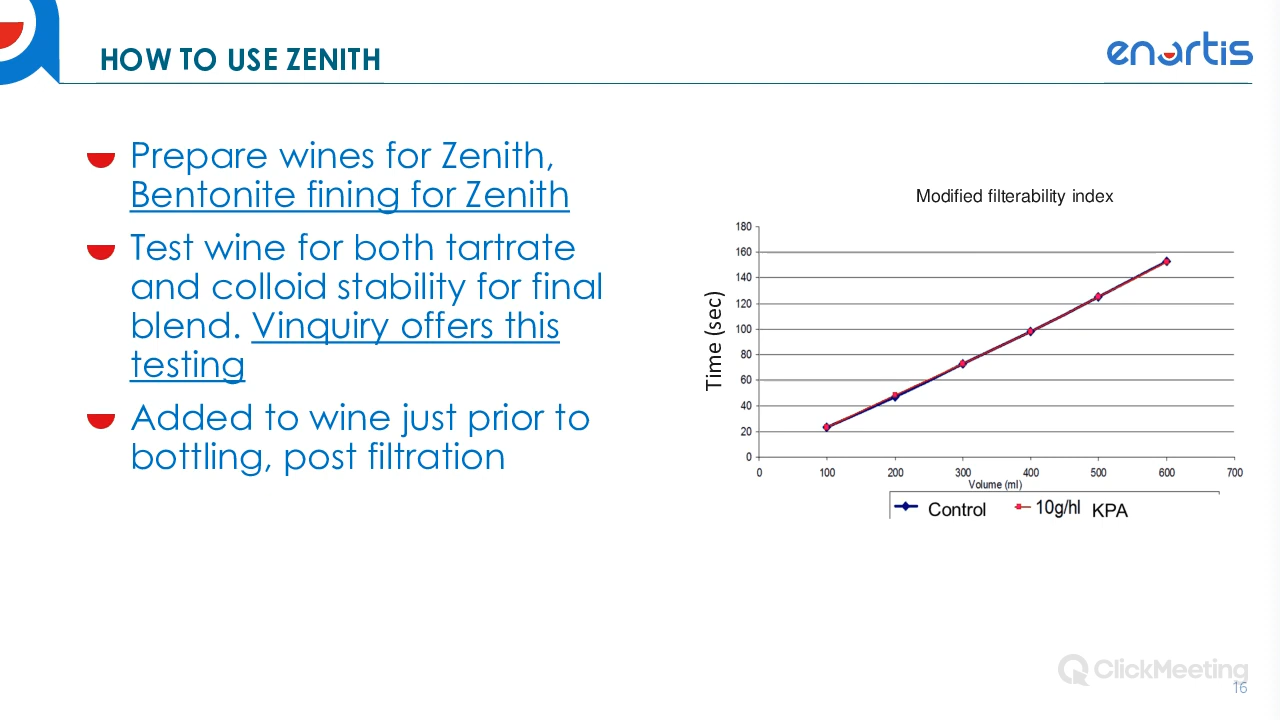 HOW TO USE ZENITH
enartis
Prepare wines for Zenith,
Bentonite fining for Zenith
Test wine for both tartrate
and colloid stability for final
blend. Vinquiry offers this
testing
Added to wine just prior to
bottling, post filtration
Modified filterability index
Time (sec)
180
160
140
120
100
80
60
40
20
0
0 100 200 300 400 500 600 700
Volume (ml)
Control 10g/hl KPA
ClickMeeting
16